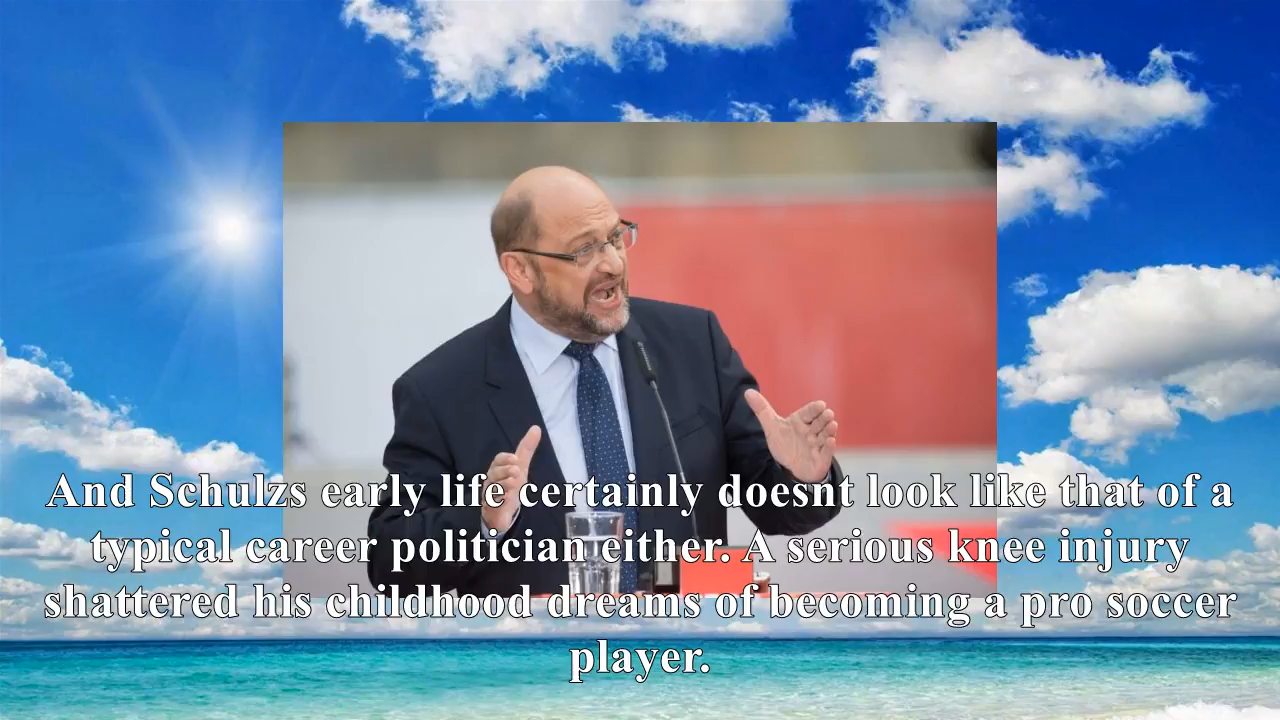 And Schulzs early life certainly doesnt look like that of a
typical career politician either. A serious knee injury
shattered his childhood dreams of becoming a pro soccer
player.